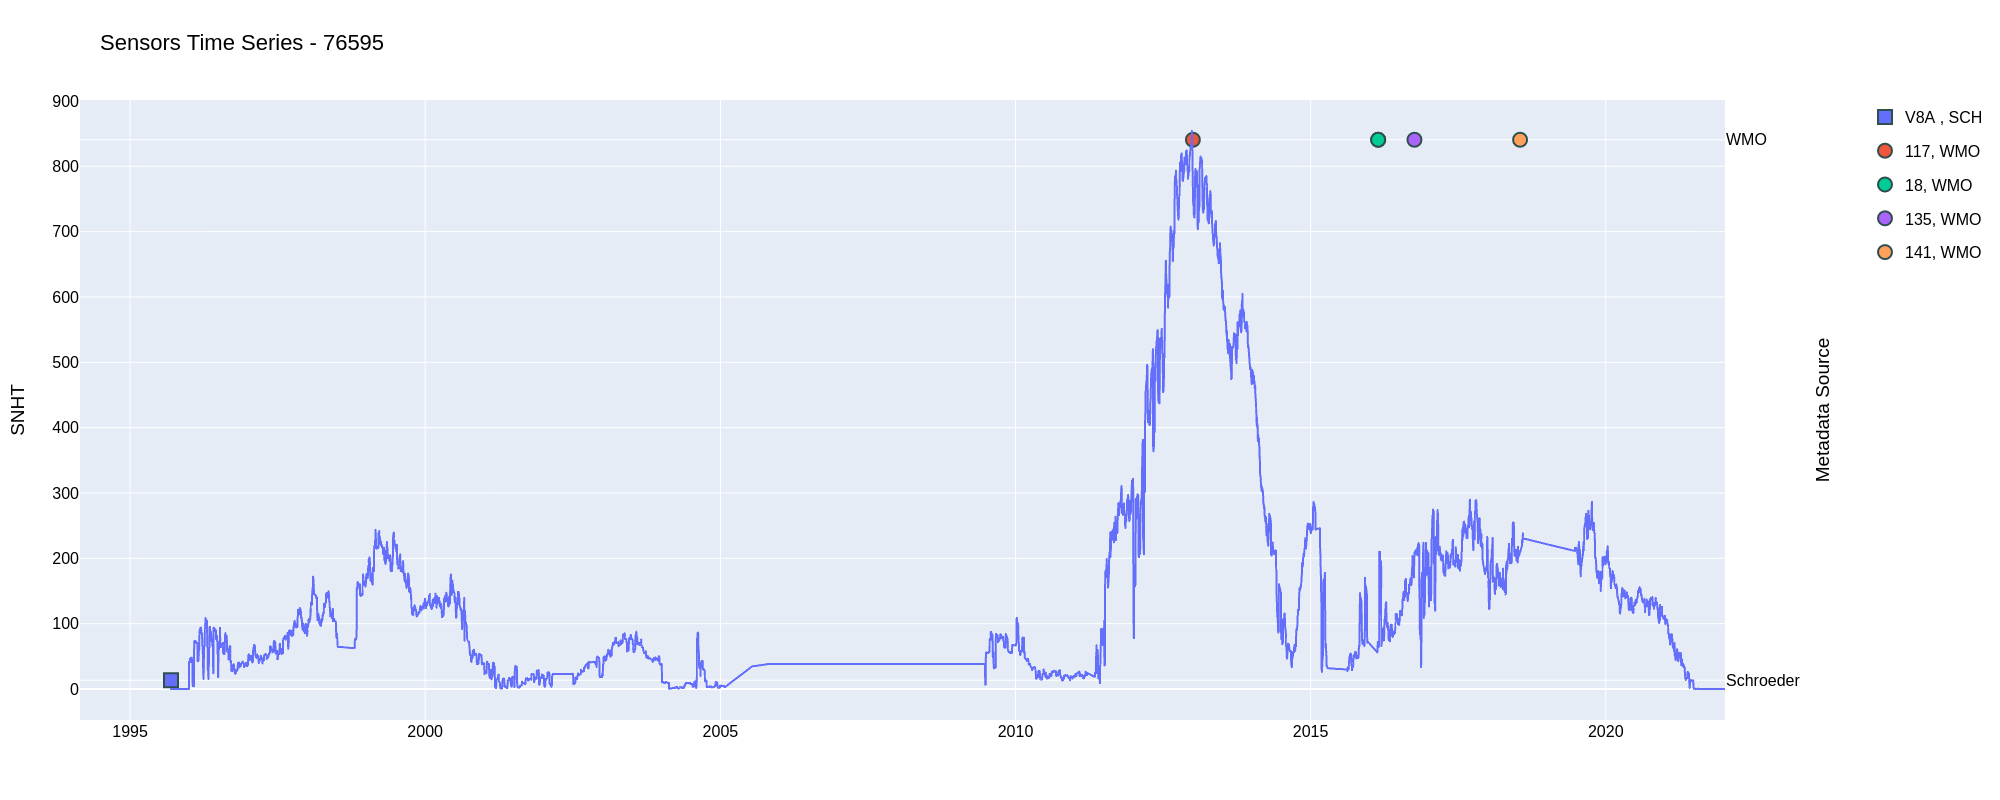 Sensors Time Series - 76595
900
800
700
600
500
400
300
200
100
0
SNHT
1995
2000
2005
2010
2015
2020
WMO
Schroeder
Metadata Source
V8A , SCH
117, WMO
18, WMO
135, WMO
141, WMO